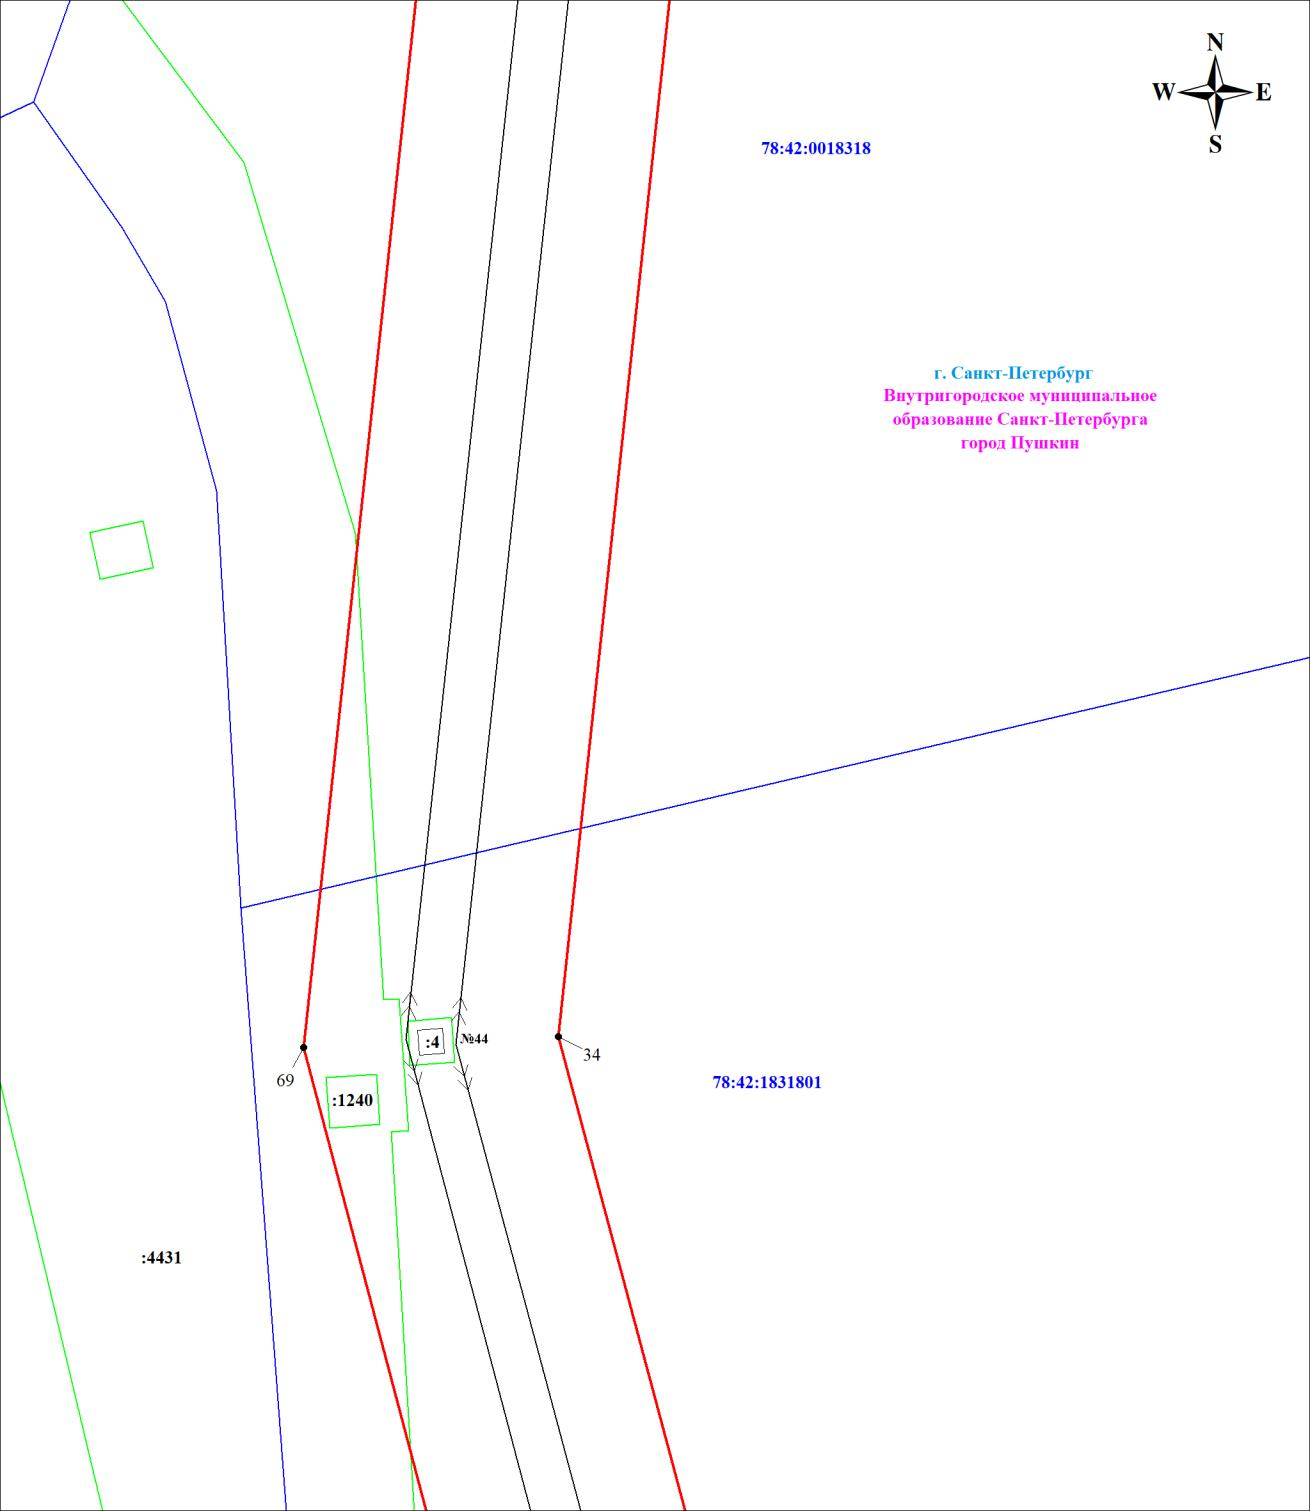 N
W E
S
78:42:0018318
г. Санкт-Петербург
Внутригородское муниципальное
образование Санкт-Петербурга
город Пушкин
:4
№44
34
69
78:42:1831801
:1240
:4431